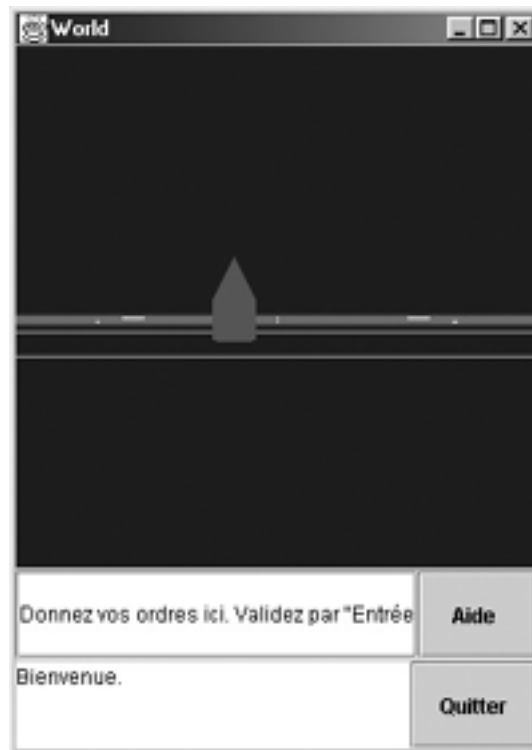 World
Donnez vos ordres ici. Validez par "Entrée
Aide
Bienvenue.
Quitter